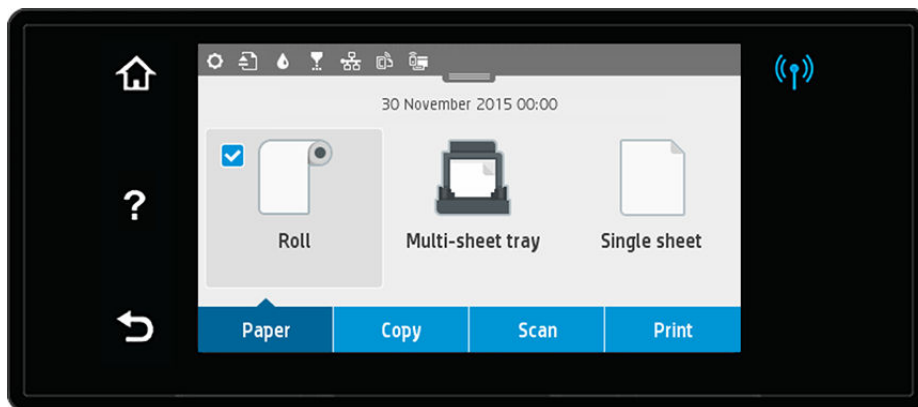 30 November 2015 00:00
Roll
Multi-sheet tray
Single sheet
?
Paper
Copy
Scan
Print